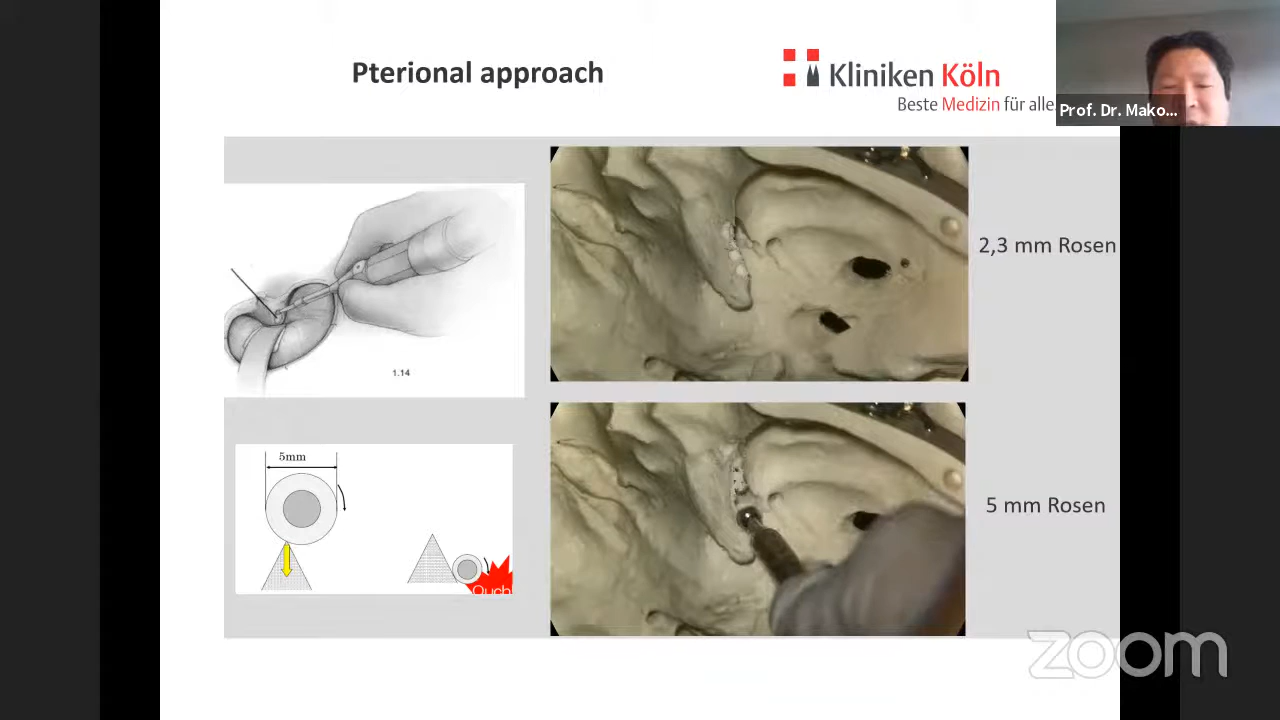 Pterional approach
Kliniken Köln
Beste Medizin für alle
Prof. Dr. Mako...
2,3 mm Rosen
1.14
5mm
Ouch
5 mm Rosen
zoom